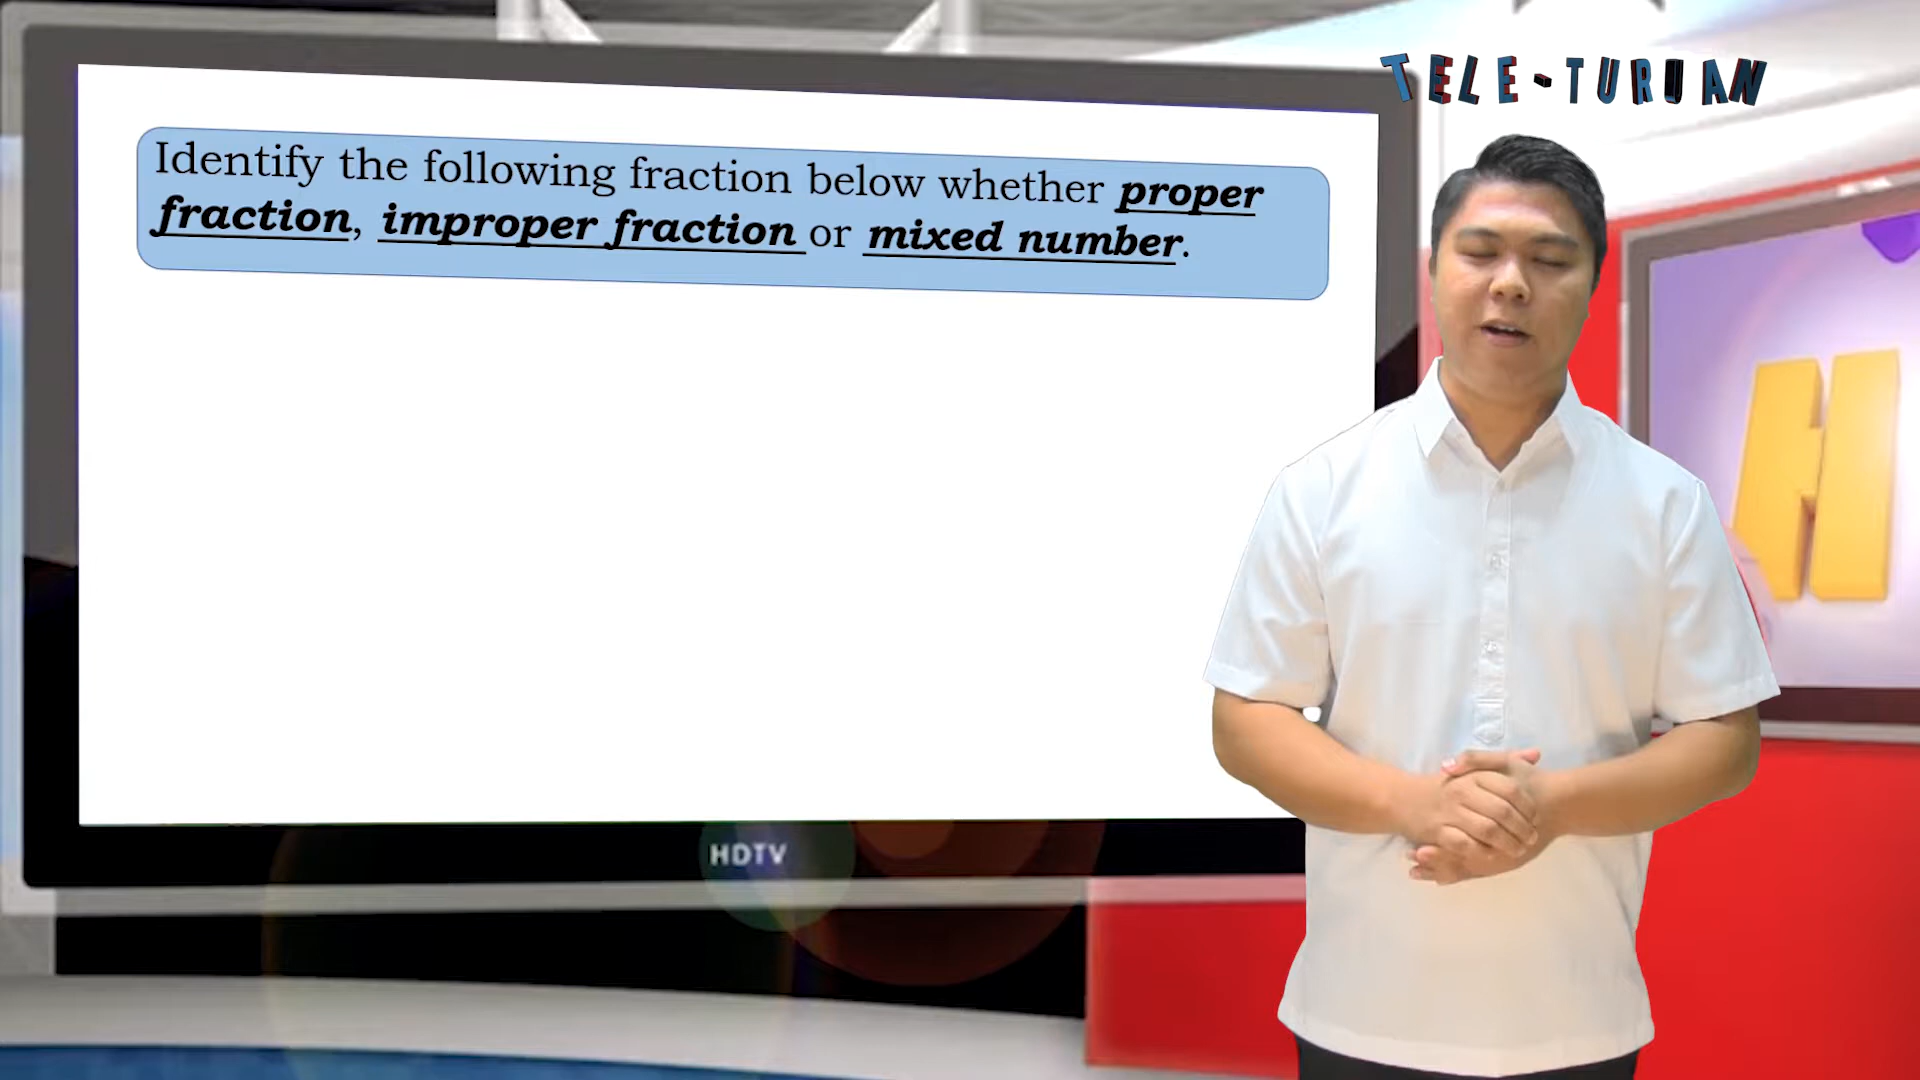 TELE-TURUAN
Identify the following fraction below whether proper
fraction, improper fraction or mixed number.
H
HDTV